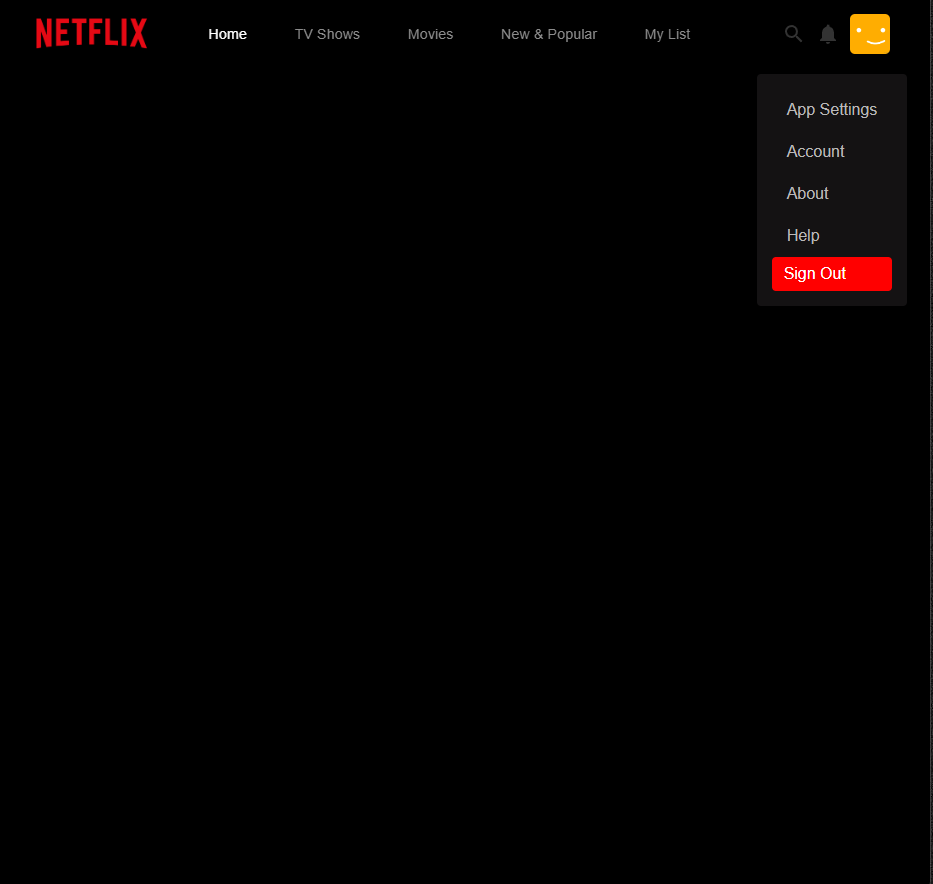 NETFLIX Home TV Shows Movies New & Popular My List
App Settings
Account
About
Help
Sign Out